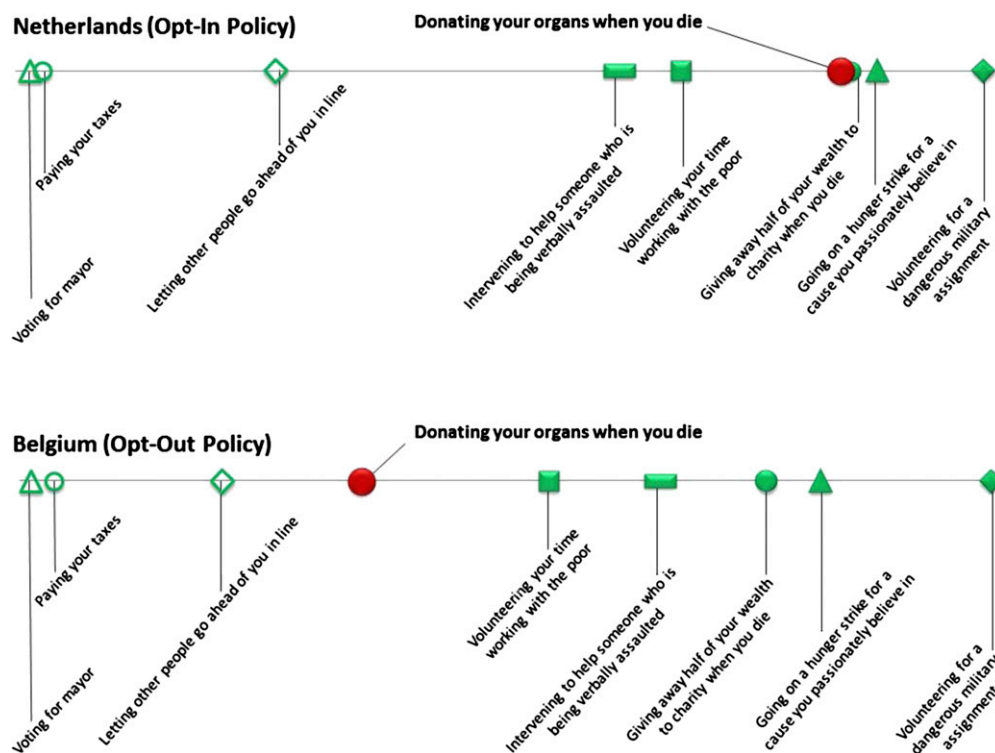 Netherlands (Opt-In Policy)
Donating your organs when you die
Voting for mayor
Paying your taxes
Letting other people go ahead of you in line
Intervening to help someone who is
being verbally assaulted
Volunteering your time
working with the poor
Giving away half of your wealth to
charity when you die
Going on a hunger strike for a
cause you passionately believe in
Volunteering for a
dangerous military
assignment
Belgium (Opt-Out Policy)
Donating your organs when you die
Voting for mayor
Paying your taxes
Letting other people go ahead of you in line
Volunteering your time
working with the poor
Intervening to help someone who is
being verbally assaulted
Giving away half of your wealth
to charity when you die
Going on a hunger strike for a
cause you passionately believe in
Volunteering for a
dangerous military
assignment